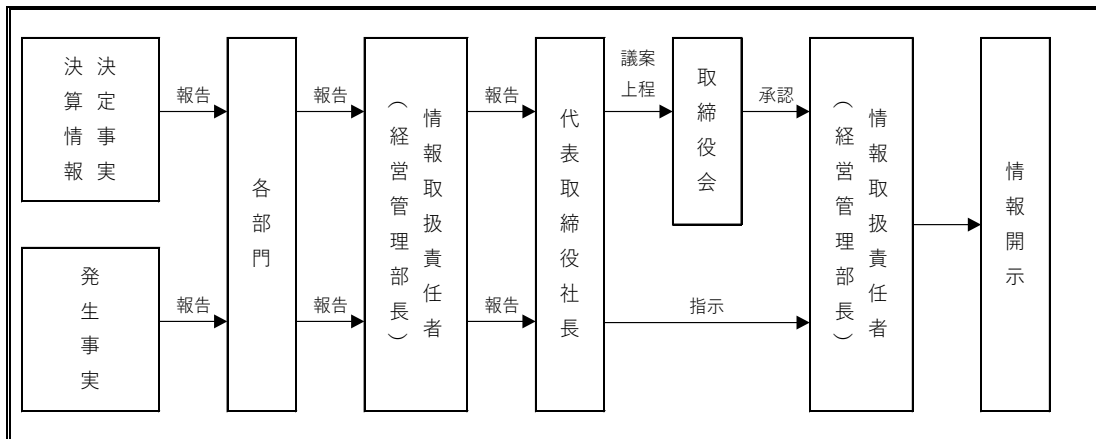 決定事実
決算情報
報告
各部門
報告
情報取扱責任者
（経営管理部長）
報告
代表取締役社長
議案
上程
取締役会
承認
情報取扱責任者
（経営管理部長）
情報開示
発生事実
報告
報告
報告
指示